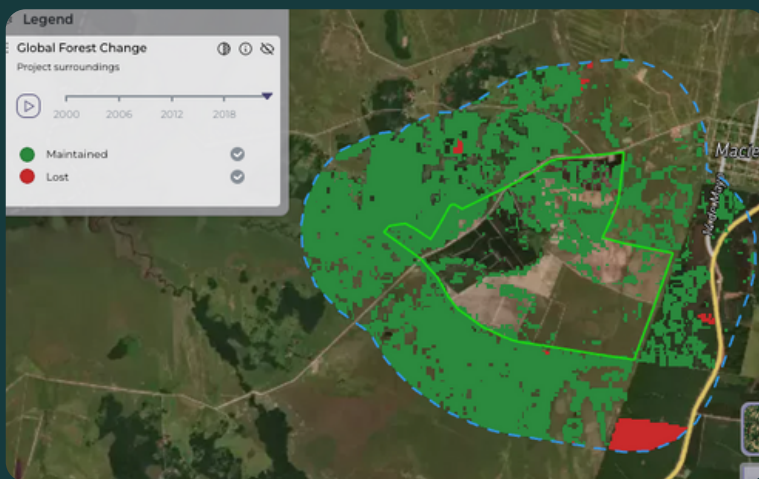 Legend
Global Forest Change
Project surroundings
2000 2006 2012 2018
Maintained
Lost
Macie